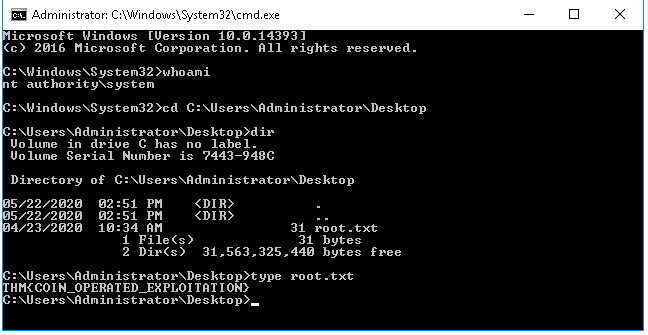 Administrator: C:\Windows\System32\cmd.exe
Microsoft Windows [Version 10.0.14393]
(c) 2016 Microsoft Corporation. All rights reserved.
C:\Windows\System32>whoami
nt authority\system
C:\Windows\System32>cd C:\Users\Administrator\Desktop
C:\Users\Administrator\Desktop>dir
Volume in drive C has no label.
Volume Serial Number is 7443-948C
Directory of C:\Users\Administrator\Desktop
05/22/2020  02:51 PM    <DIR>          .
05/22/2020  02:51 PM    <DIR>          ..
04/23/2020  10:34 AM                31 root.txt
1 File(s)             31 bytes
2 Dir(s)  31,563,325,440 bytes free
C:\Users\Administrator\Desktop>type root.txt
THM{COIN_OPERATED_EXPLOITATION}
C:\Users\Administrator\Desktop>_